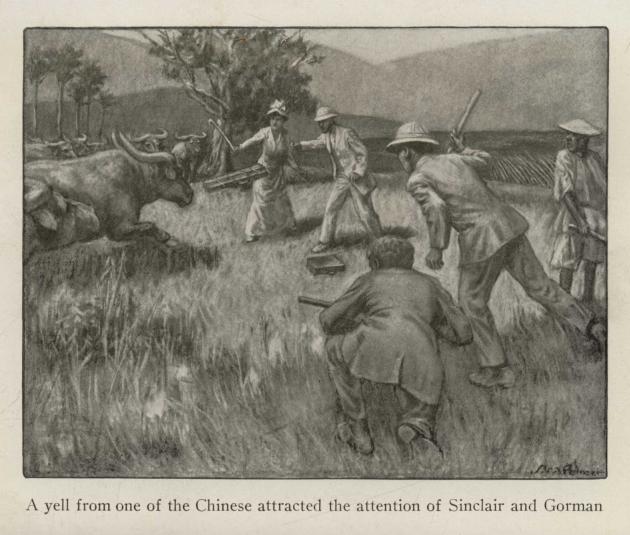 A yell from one of the Chinese attracted the attention of Sinclair and Gorman